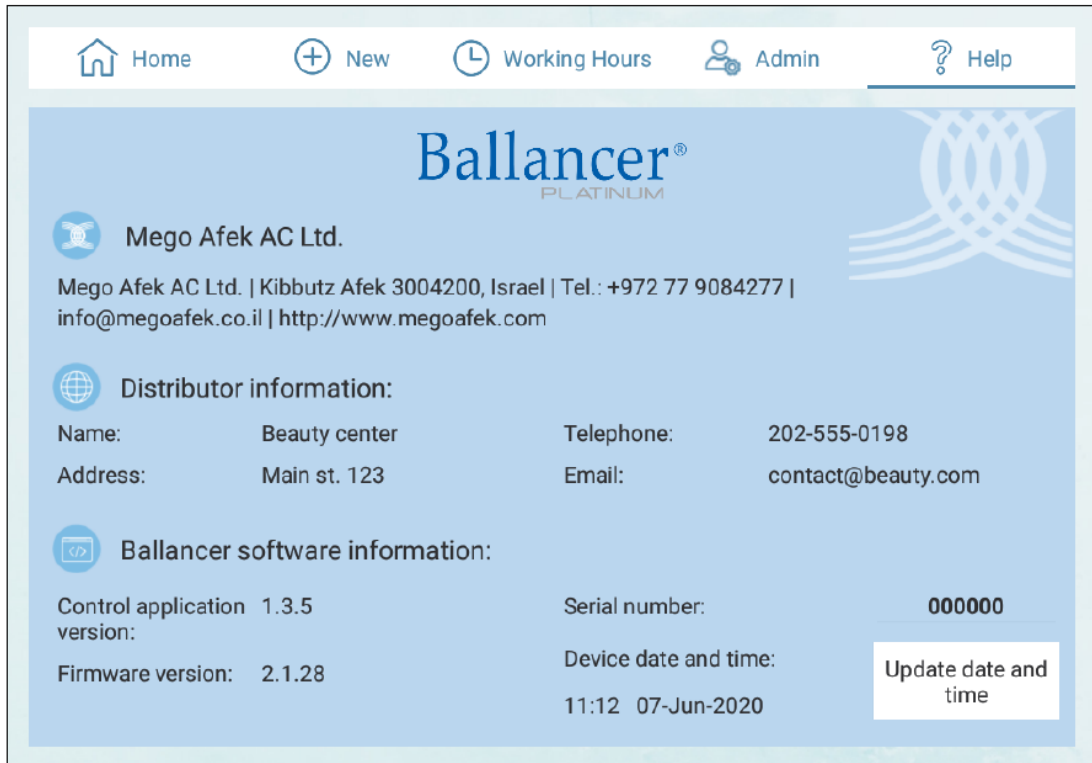 Home New Working Hours Admin Help
Ballancer®
PLATINUM
Mego Afek AC Ltd.
Mego Afek AC Ltd. | Kibbutz Afek 3004200, Israel | Tel.: +972 77 9084277 |
info@megoafek.co.il | http://www.megoafek.com
Distributor information:
Name: Beauty center Telephone: 202-555-0198
Address: Main st. 123 Email: contact@beauty.com
Ballancer software information:
Control application version: 1.3.5 Serial number: 000000
Firmware version: 2.1.28 Device date and time:
11:12 07-Jun-2020
Update date and
time